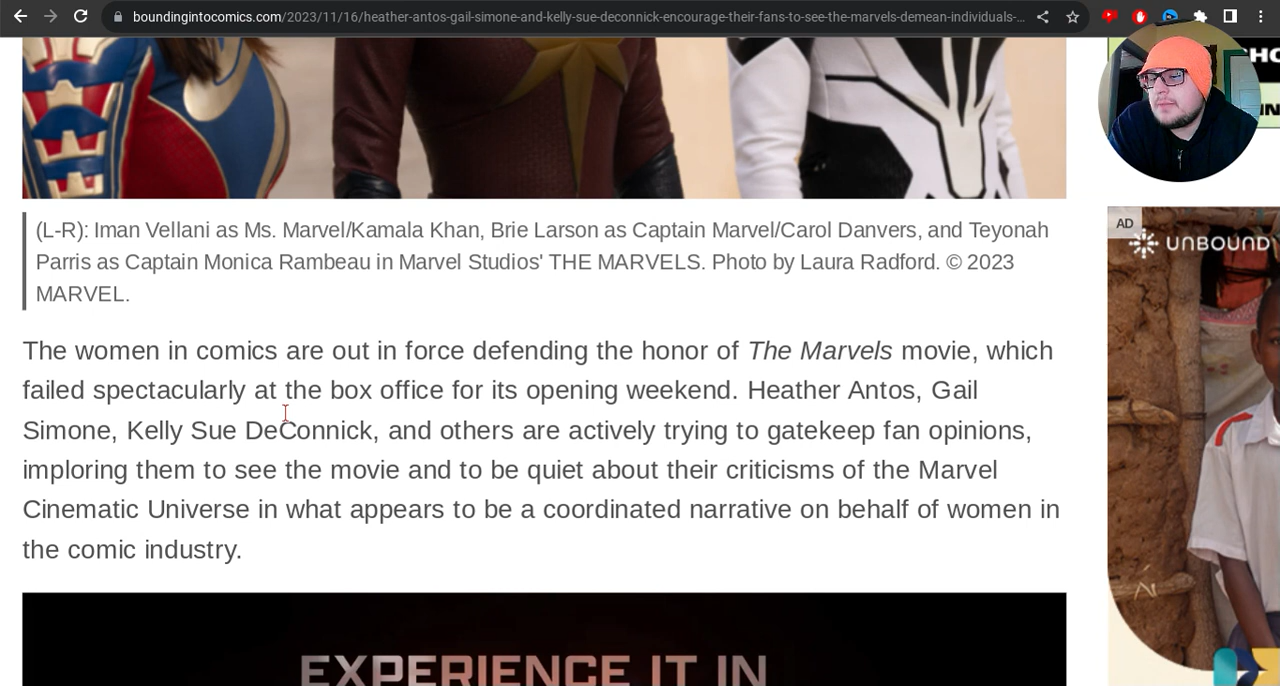 boundingintocomics.com/2023/11/16/heather-antos-gail-simone-and-kelly-sue-deconnick-encourage-their-fans-to-see-the-marvels-demean-individuals-...
(L-R): Iman Vellani as Ms. Marvel/Kamala Khan, Brie Larson as Captain Marvel/Carol Danvers, and Teyonah
Parris as Captain Monica Rambeau in Marvel Studios' THE MARVELS. Photo by Laura Radford. © 2023
MARVEL.
AD
UNBOUND
The women in comics are out in force defending the honor of The Marvels movie, which
failed spectacularly at the box office for its opening weekend. Heather Antos, Gail
Simone, Kelly Sue DeConnick, and others are actively trying to gatekeep fan opinions,
imploring them to see the movie and to be quiet about their criticisms of the Marvel
Cinematic Universe in what appears to be a coordinated narrative on behalf of women in
the comic industry.
EXPERIENCE IT IN